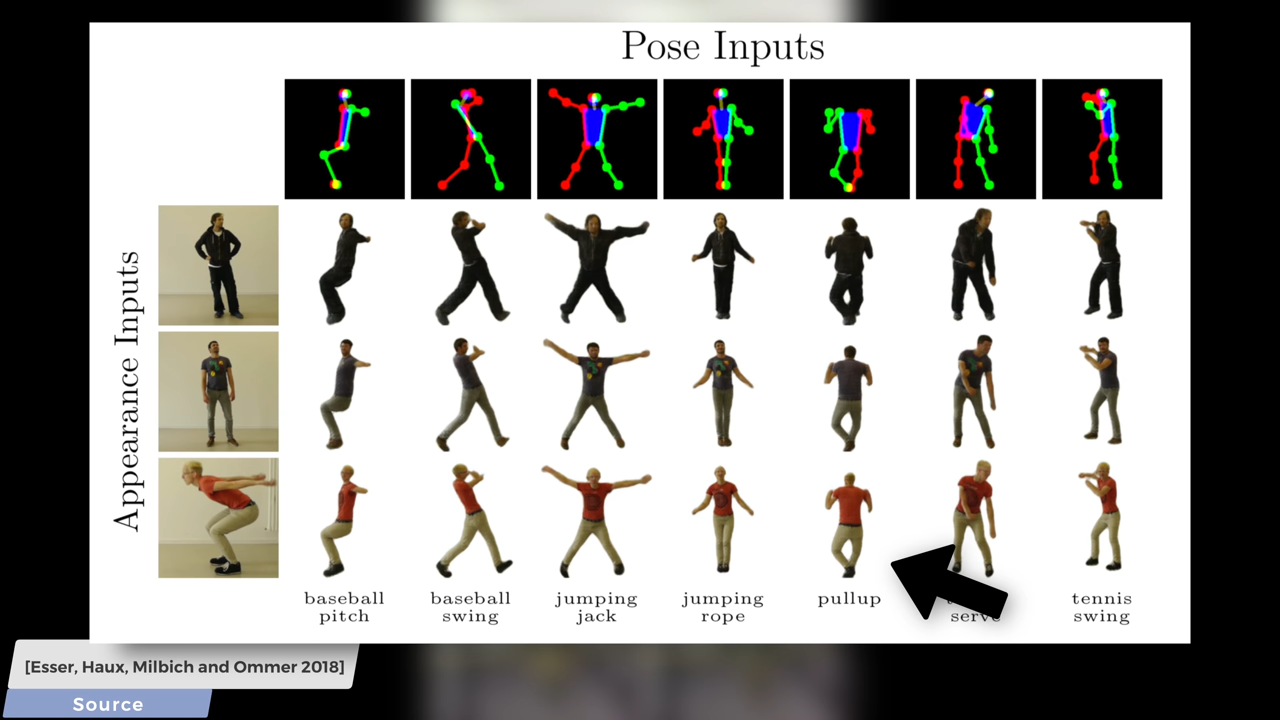 Pose Inputs
Appearance Inputs
baseball
pitch
baseball
swing
jumping
jack
jumping
rope
pullup
serve
tennis
swing
[Esser, Haux, Milbich and Ommer 2018]
Source